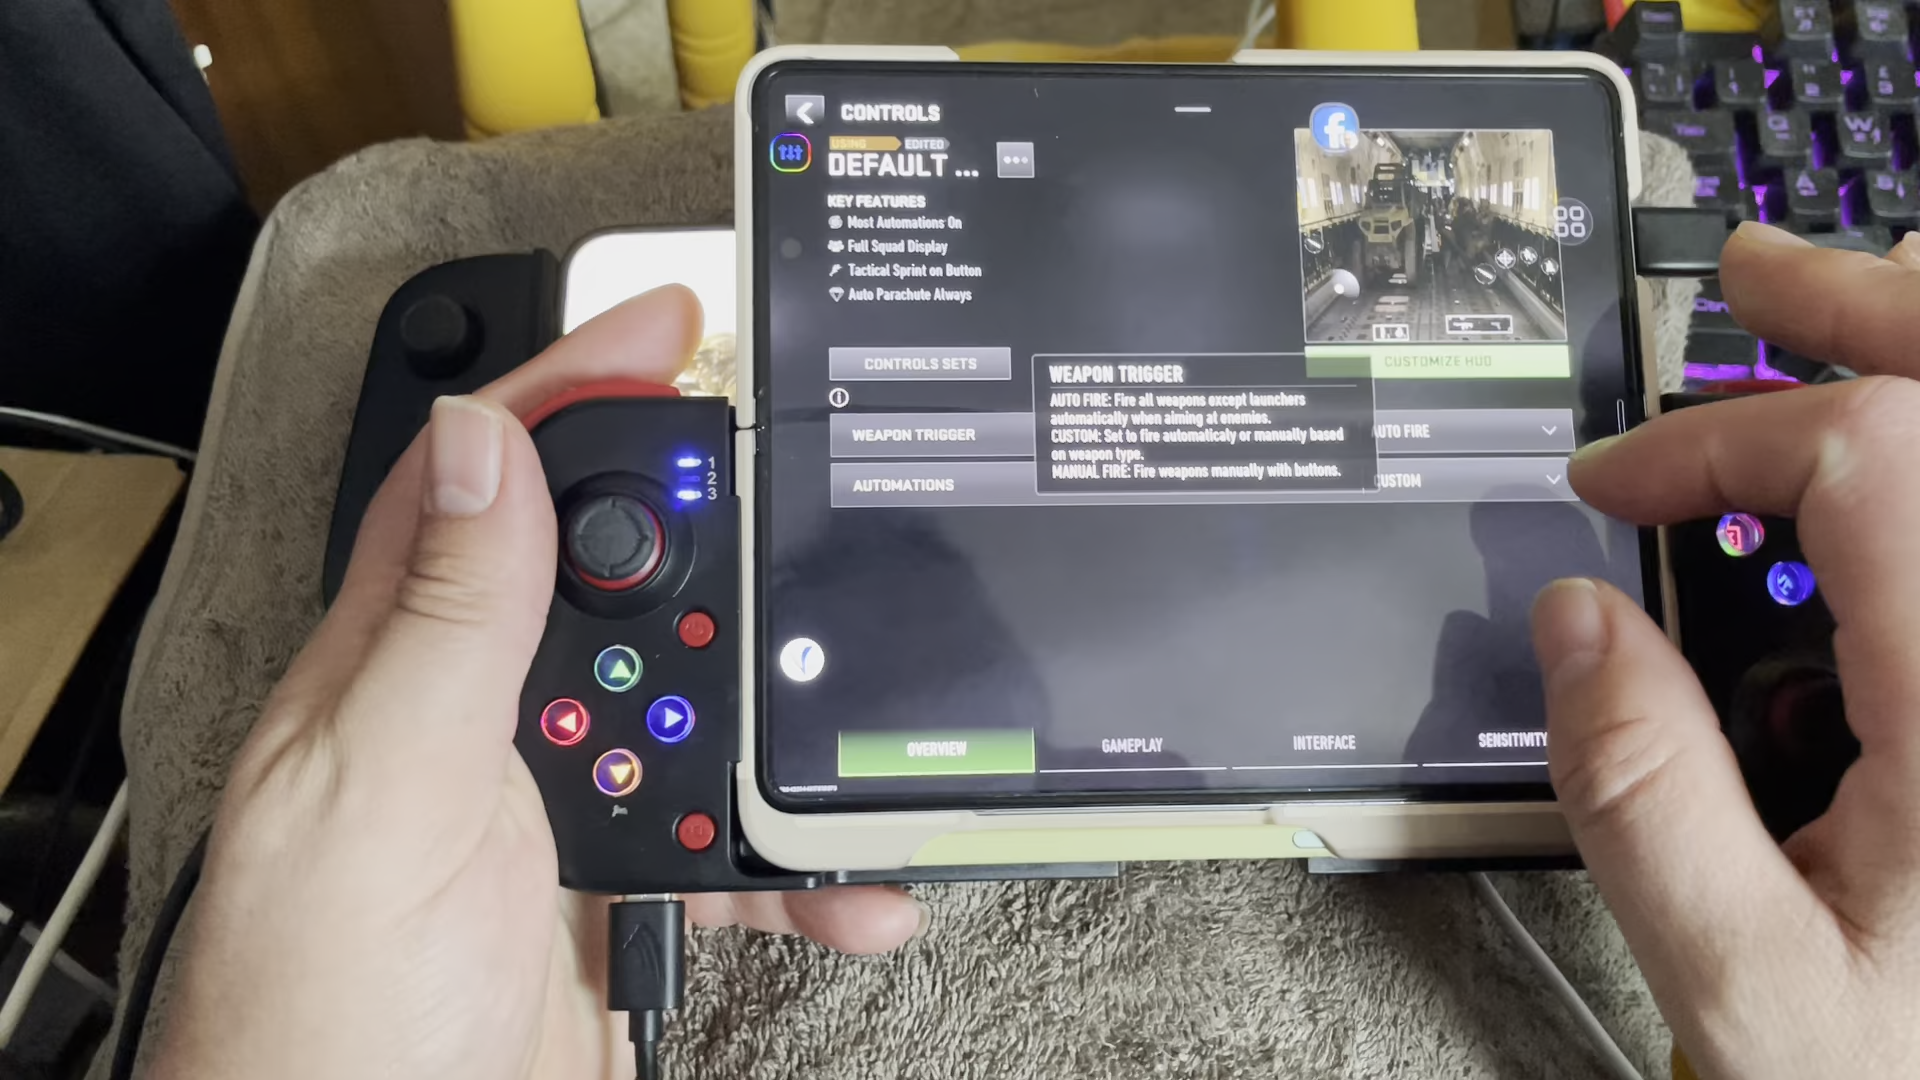 CONTROLS
USING
EDITED
DEFAULT ...
KEY FEATURES
Most Automations On
Full Squad Display
Tactical Sprint on Button
Auto Parachute Always
CONTROLS SETS
CUSTOMIZE HUD
WEAPON TRIGGER
AUTO FIRE: Fire all weapons except launchers
automatically when aiming at enemies.
CUSTOM: Set to fire automaticaly or manually based
on weapon type.
MANUAL FIRE: Fire weapons manually with buttons.
WEAPON TRIGGER
AUTO FIRE
AUTOMATIONS
CUSTOM
OVERVIEW
GAMEPLAY
INTERFACE
SENSITIVITY
1
2
3
Q
W
A